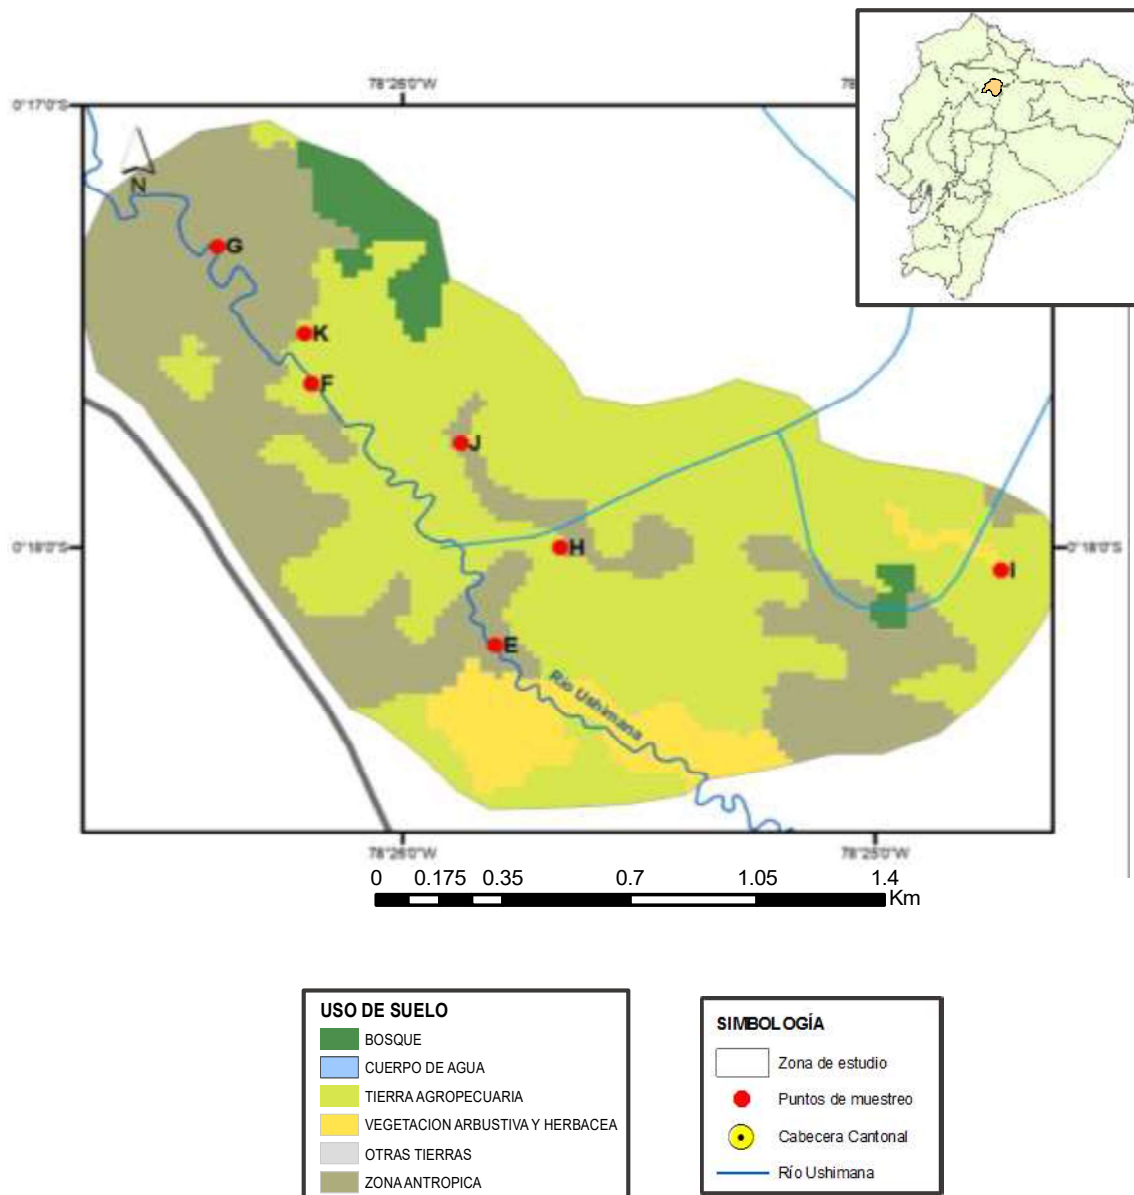 78°26'0"W
0°17'0"S
N
G
K
F
J
0°18'0"S
H
0°18'0"S
I
E
Río Ushimana
78°26'0"W
78°25'0"W
0 0.175 0.35 0.7 1.05 1.4
Km
USO DE SUELO
BOSQUE
CUERPO DE AGUA
TIERRA AGROPECUARIA
VEGETACION ARBUSTIVA Y HERBACEA
OTRAS TIERRAS
ZONA ANTROPICA
SIMBOLOGÍA
Zona de estudio
Puntos de muestreo
Cabecera Cantonal
Río Ushimana